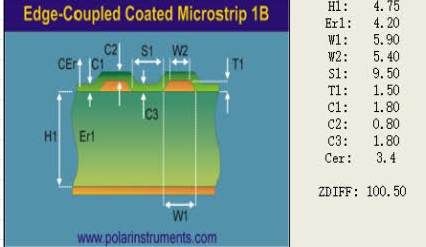 Edge-Coupled Coated Microstrip 1B
CEr C1 C2 S1 W2 T1
C3
H1 Er1
W1
www.polarinstruments.com
H1: 4.75
Er1: 4.20
W1: 5.90
W2: 5.40
S1: 9.50
T1: 1.50
C1: 1.80
C2: 0.80
C3: 1.80
Cer: 3.4
ZDIFF: 100.50